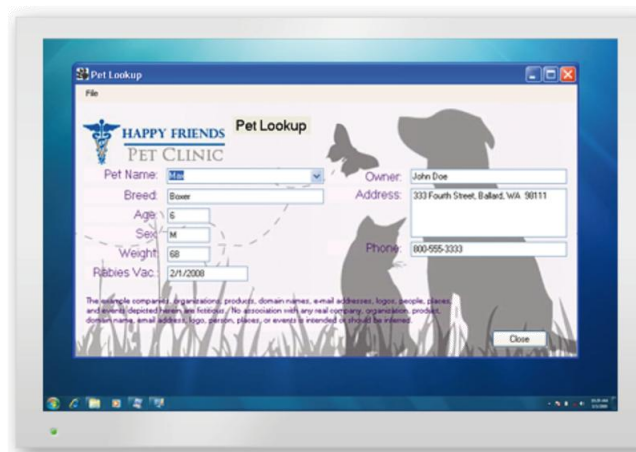 Pet Lookup
File
HAPPY FRIENDS
PET CLINIC
Pet Lookup
Pet Name: Max
Breed: Boxer
Age: 6
Sex: M
Weight: 68
Rabies Vac.: 2/1/2008
Owner: John Doe
Address: 333 Fourth Street, Ballard, WA 98111
Phone: 800-555-3333
The example companies, organizations, products, domain names, e-mail addresses, logos, people, places,
and events depicted herein are fictitious. No association with any real company, organization, product,
domain name, email address, logo, person, places, or events is intended or should be inferred.
Close